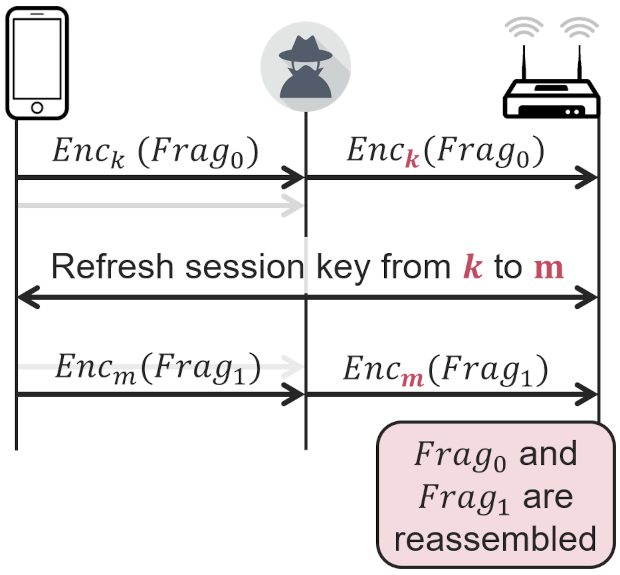 Enc_k (Frag_0) Enc_k(Frag_0)
Refresh session key from k to m
Enc_m(Frag_1) Enc_m(Frag_1)
Frag_0 and
Frag_1 are
reassembled